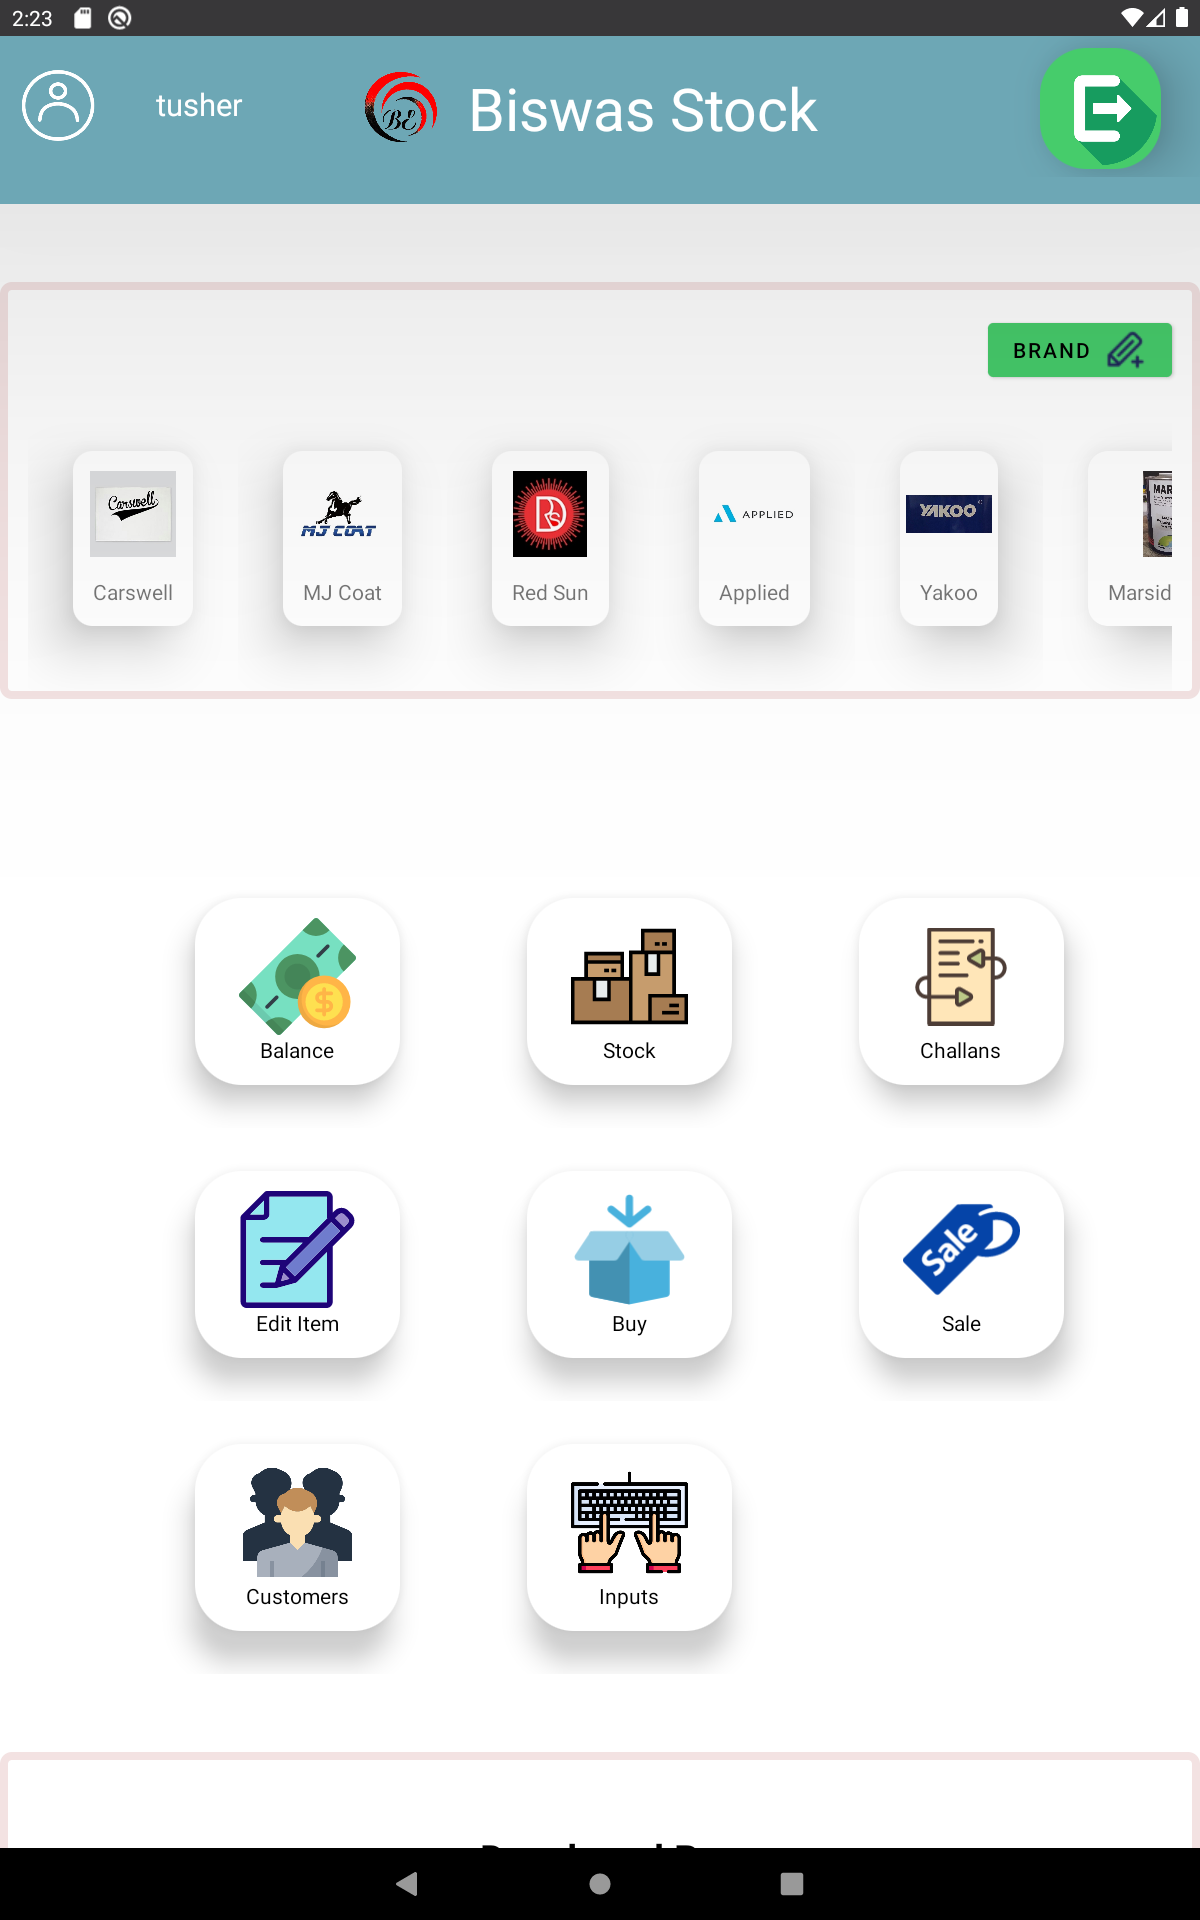 2:23
tusher
BE
Biswas Stock
BRAND
Carswell
MJ COAT
APPLIED
YAKOO
MAR
Carswell
MJ Coat
Red Sun
Applied
Yakoo
Marsid
Balance
Stock
Challans
Sale
Edit Item
Buy
Sale
Customers
Inputs